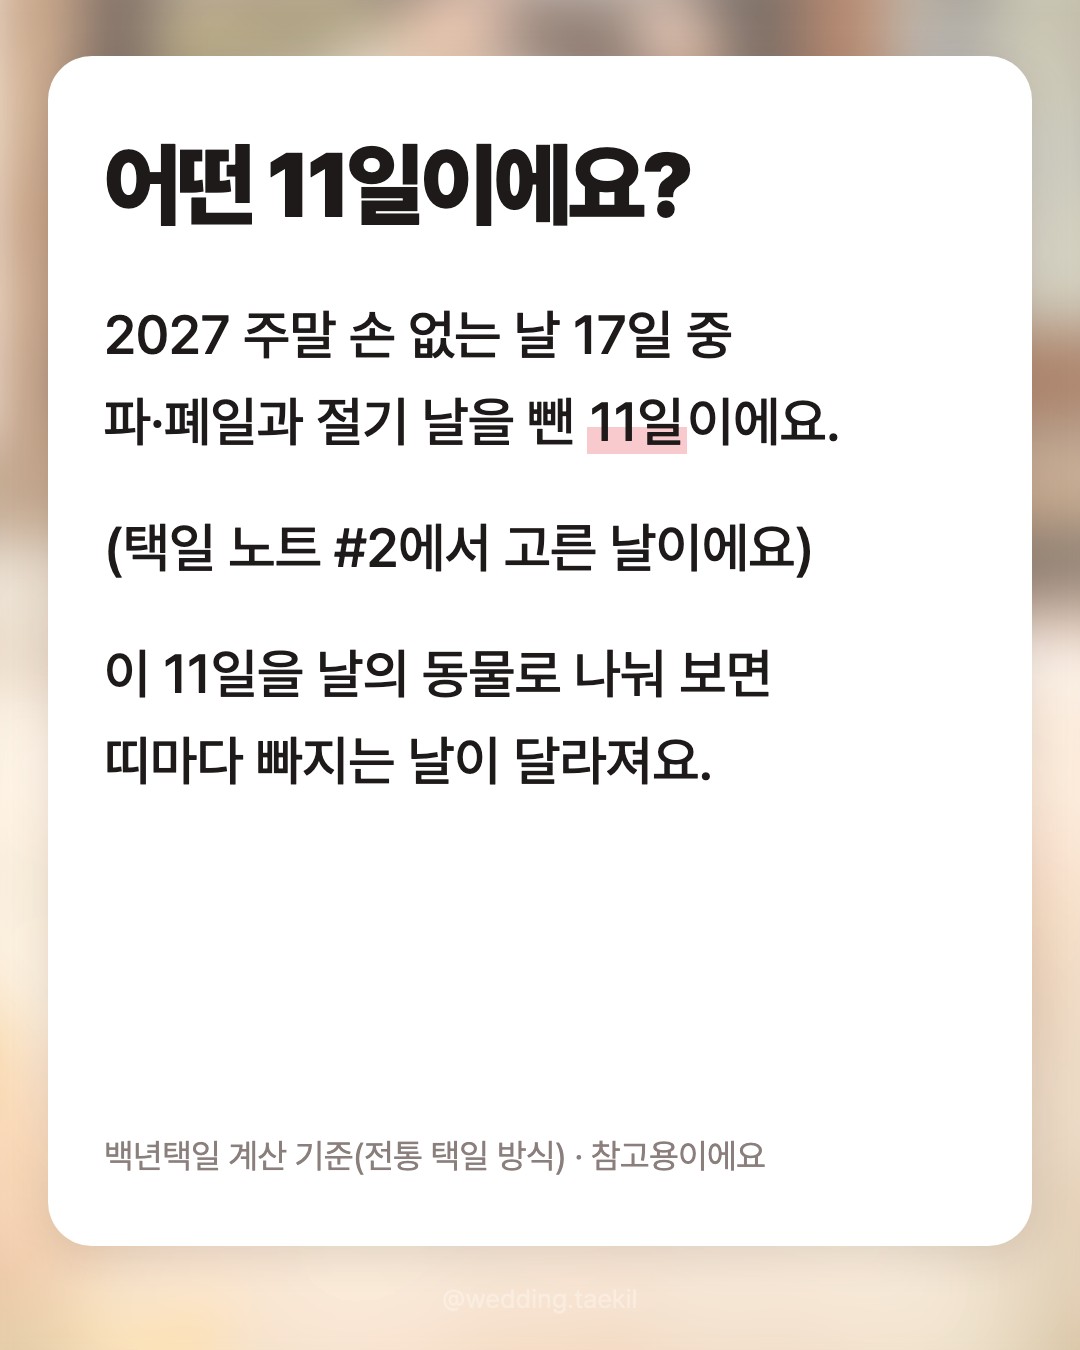 어떤 11일이에요?
2027 주말 손 없는 날 17일 중
파·폐일과 절기 날을 뺀 11일이에요.
(택일 노트 #2에서 고른 날이에요)
이 11일을 날의 동물로 나눠 보면
띠마다 빠지는 날이 달라져요.
백년택일 계산 기준(전통 택일 방식) · 참고용이에요
@wedding.taekil